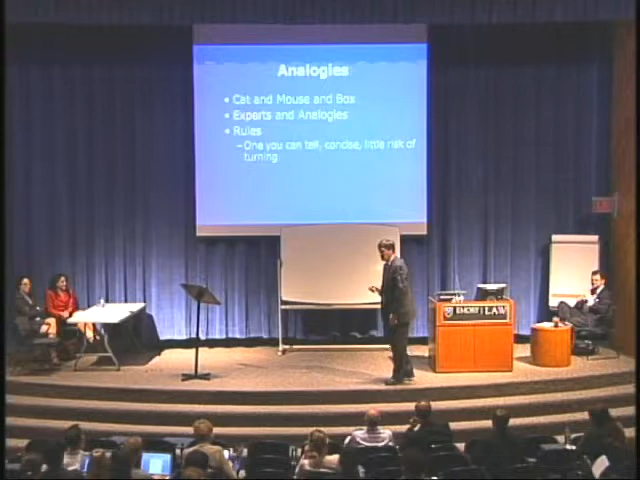 Analogies
• Cat and Mouse and Box
• Experts and Analogies
• Rules
–One you can tell, concise, little risk of
turning
EMORY LAW